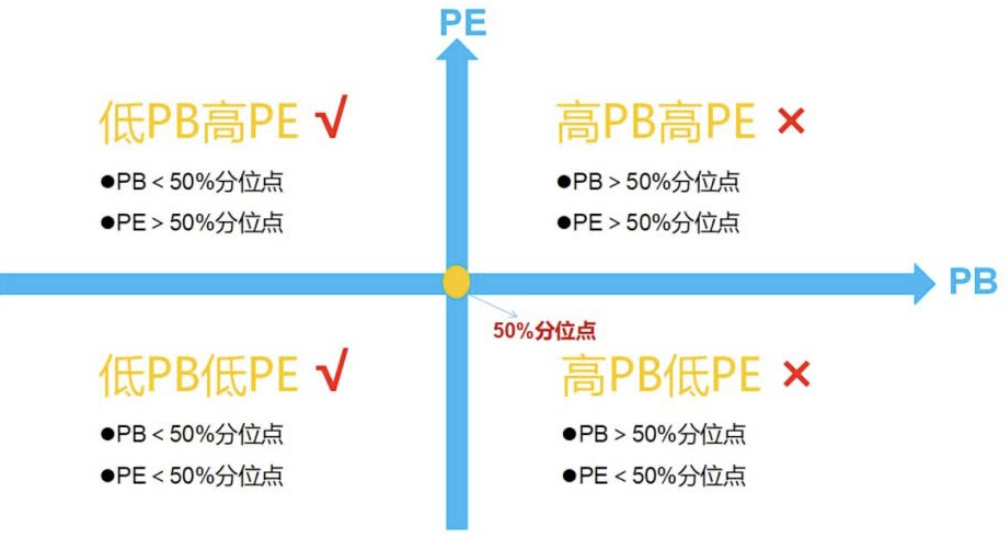 PE
低PB高PE √
●PB＜50%分位点
●PE＞50%分位点
高PB高PE ×
●PB＞50%分位点
●PE＞50%分位点
PB
50%分位点
低PB低PE √
●PB＜50%分位点
●PE＜50%分位点
高PB低PE ×
●PB＞50%分位点
●PE＜50%分位点